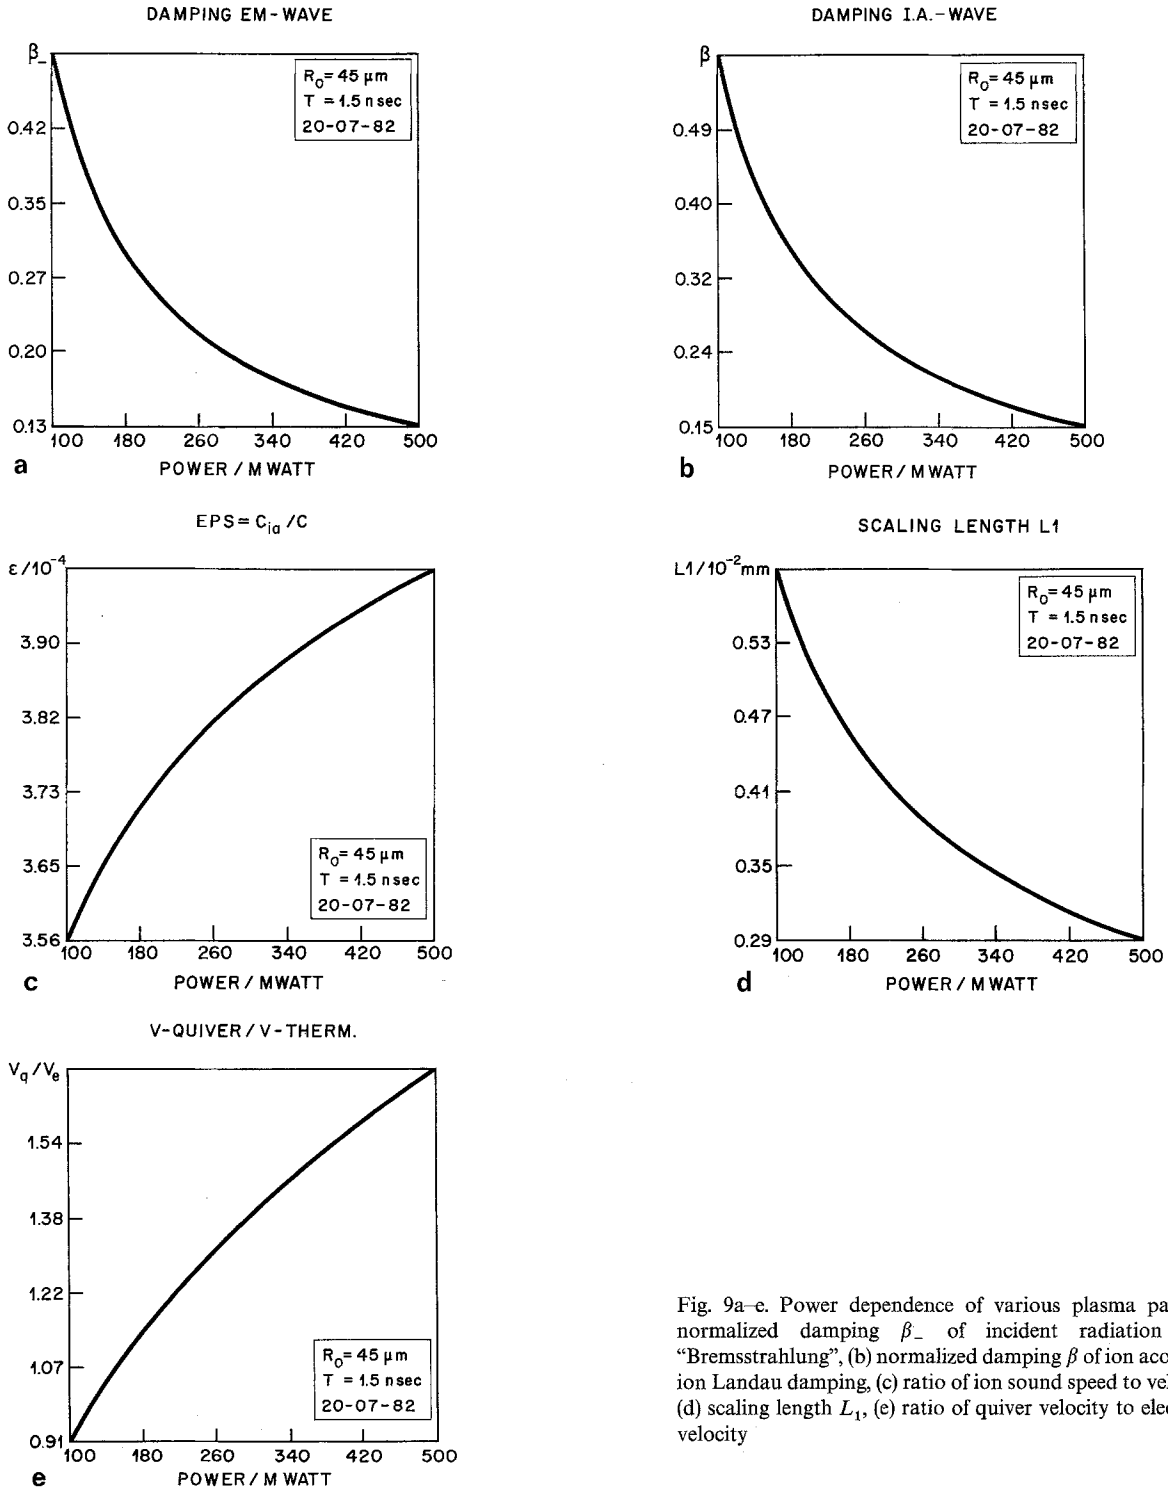 DAMPING EM-WAVE
β_
R₀= 45 μm
T = 1.5 nsec
20-07-82
0.42
0.35
0.27
0.20
0.13
100 180 260 340 420 500
a
POWER / MWATT
DAMPING I.A.-WAVE
β
R₀= 45 μm
T = 1.5 nsec
20-07-82
0.49
0.40
0.32
0.24
0.15
100 180 260 340 420 500
b
POWER / MWATT
EPS= C_ia /C
ε/10⁻⁴
3.90
3.82
3.73
3.65
3.56
R₀= 45 μm
T = 1.5 nsec
20-07-82
100 180 260 340 420 500
c
POWER / MWATT
SCALING LENGTH L1
L1/10⁻²mm
R₀= 45 μm
T = 1.5 nsec
20-07-82
0.53
0.47
0.41
0.35
0.29
100 180 260 340 420 500
d
POWER / MWATT
V-QUIVER / V-THERM.
V_q /V_e
1.54
1.38
1.22
1.07
0.91
R₀= 45 μm
T = 1.5 nsec
20-07-82
100 180 260 340 420 500
e
POWER / MWATT
Fig. 9a–e. Power dependence of various plasma pa
normalized damping β_ of incident radiation
“Bremsstrahlung”, (b) normalized damping β of ion aco
ion Landau damping, (c) ratio of ion sound speed to vel
(d) scaling length L₁, (e) ratio of quiver velocity to elec
velocity